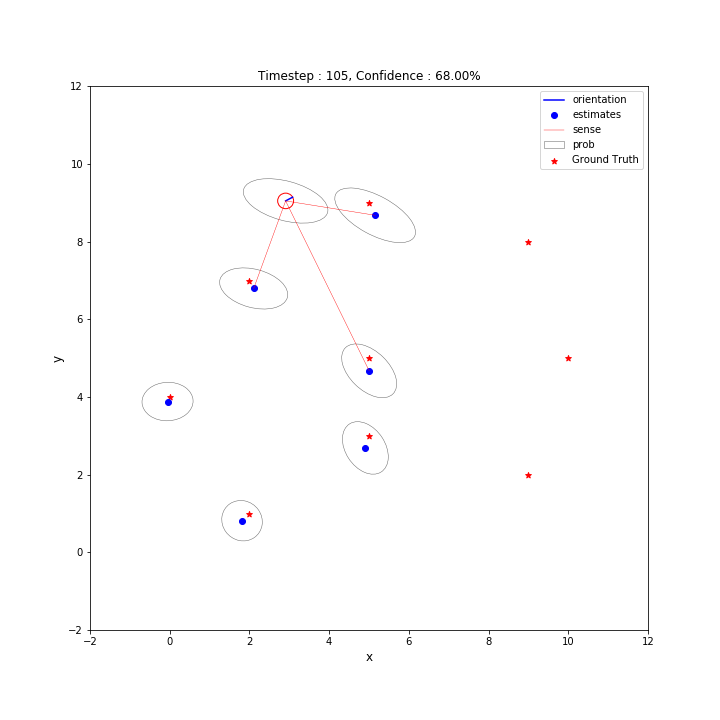 Timestep : 105, Confidence : 68.00%
orientation
estimates
sense
prob
Ground Truth
12
10
8
6
4
2
0
−2
y
−2 0 2 4 6 8 10 12
x